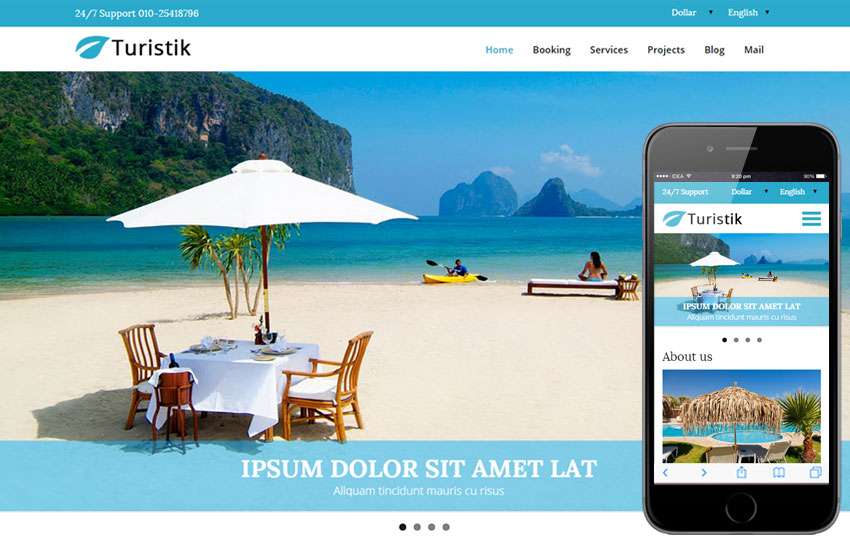 24/7 Support 010-25418796 Dollar English
Turistik Home Booking Services Projects Blog Mail
IPSUM DOLOR SIT AMET LAT
Aliquam tincidunt mauris cu risus
IDEA 9:20 pm 90%
24/7 Support Dollar English
Turistik
IPSUM DOLOR SIT AMET LAT
Aliquam tincidunt mauris cu risus
About us